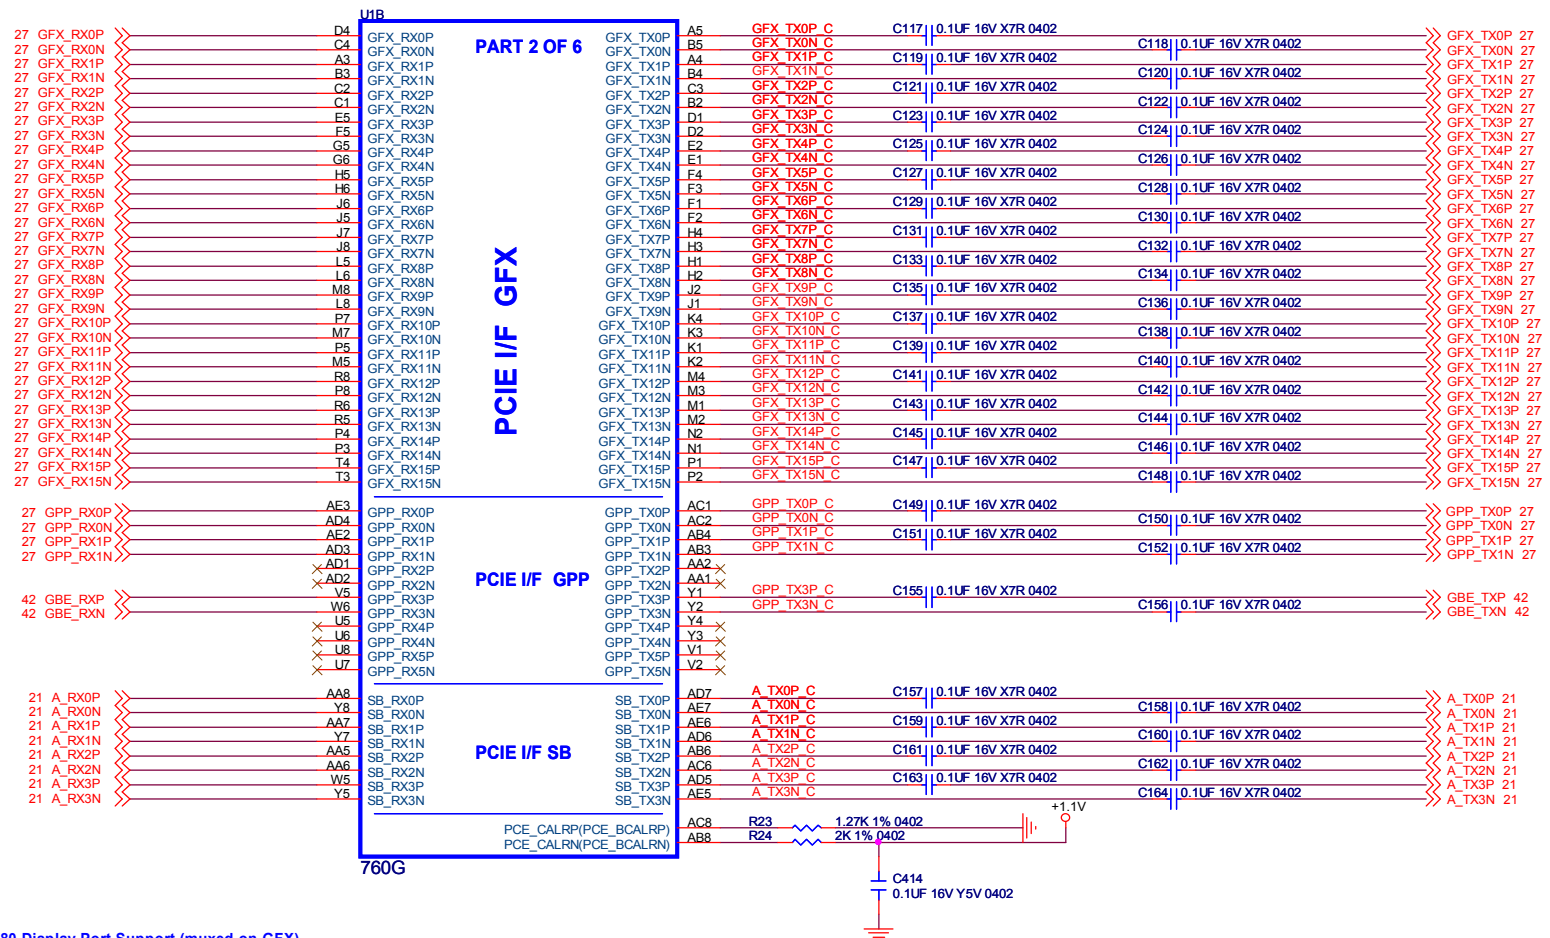 U1B
27 GFX_RX0P D4 GFX_RX0P PART 2 OF 6 GFX_TX0P A5 GFX_TX0P_C C117 0.1UF 16V X7R 0402 GFX_TX0P 27
27 GFX_RX0N C4 GFX_RX0N GFX_TX0N B5 GFX_TX0N_C C118 0.1UF 16V X7R 0402 GFX_TX0N 27
27 GFX_RX1P A3 GFX_RX1P GFX_TX1P A4 GFX_TX1P_C C119 0.1UF 16V X7R 0402 GFX_TX1P 27
27 GFX_RX1N B3 GFX_RX1N GFX_TX1N B4 GFX_TX1N_C C120 0.1UF 16V X7R 0402 GFX_TX1N 27
27 GFX_RX2P C2 GFX_RX2P GFX_TX2P C3 GFX_TX2P_C C121 0.1UF 16V X7R 0402 GFX_TX2P 27
27 GFX_RX2N C1 GFX_RX2N GFX_TX2N B2 GFX_TX2N_C C122 0.1UF 16V X7R 0402 GFX_TX2N 27
27 GFX_RX3P E5 GFX_RX3P GFX_TX3P D1 GFX_TX3P_C C123 0.1UF 16V X7R 0402 GFX_TX3P 27
27 GFX_RX3N F5 GFX_RX3N GFX_TX3N D2 GFX_TX3N_C C124 0.1UF 16V X7R 0402 GFX_TX3N 27
27 GFX_RX4P G5 GFX_RX4P GFX_TX4P E2 GFX_TX4P_C C125 0.1UF 16V X7R 0402 GFX_TX4P 27
27 GFX_RX4N G6 GFX_RX4N GFX_TX4N E1 GFX_TX4N_C C126 0.1UF 16V X7R 0402 GFX_TX4N 27
27 GFX_RX5P H5 GFX_RX5P GFX_TX5P F4 GFX_TX5P_C C127 0.1UF 16V X7R 0402 GFX_TX5P 27
27 GFX_RX5N H6 GFX_RX5N GFX_TX5N F3 GFX_TX5N_C C128 0.1UF 16V X7R 0402 GFX_TX5N 27
27 GFX_RX6P J6 GFX_RX6P GFX_TX6P F1 GFX_TX6P_C C129 0.1UF 16V X7R 0402 GFX_TX6P 27
27 GFX_RX6N J5 GFX_RX6N GFX_TX6N F2 GFX_TX6N_C C130 0.1UF 16V X7R 0402 GFX_TX6N 27
27 GFX_RX7P J7 GFX_RX7P GFX_TX7P H4 GFX_TX7P_C C131 0.1UF 16V X7R 0402 GFX_TX7P 27
27 GFX_RX7N J8 GFX_RX7N GFX_TX7N H3 GFX_TX7N_C C132 0.1UF 16V X7R 0402 GFX_TX7N 27
27 GFX_RX8P L5 GFX_RX8P GFX_TX8P H1 GFX_TX8P_C C133 0.1UF 16V X7R 0402 GFX_TX8P 27
27 GFX_RX8N L6 GFX_RX8N GFX_TX8N H2 GFX_TX8N_C C134 0.1UF 16V X7R 0402 GFX_TX8N 27
27 GFX_RX9P M8 GFX_RX9P GFX_TX9P J2 GFX_TX9P_C C135 0.1UF 16V X7R 0402 GFX_TX9P 27
27 GFX_RX9N L8 GFX_RX9N GFX_TX9N J1 GFX_TX9N_C C136 0.1UF 16V X7R 0402 GFX_TX9N 27
27 GFX_RX10P P7 GFX_RX10P GFX_TX10P K4 GFX_TX10P_C C137 0.1UF 16V X7R 0402 GFX_TX10P 27
27 GFX_RX10N M7 GFX_RX10N GFX_TX10N K3 GFX_TX10N_C C138 0.1UF 16V X7R 0402 GFX_TX10N 27
27 GFX_RX11P P5 GFX_RX11P GFX_TX11P K1 GFX_TX11P_C C139 0.1UF 16V X7R 0402 GFX_TX11P 27
27 GFX_RX11N M5 GFX_RX11N GFX_TX11N K2 GFX_TX11N_C C140 0.1UF 16V X7R 0402 GFX_TX11N 27
27 GFX_RX12P R8 GFX_RX12P GFX_TX12P M4 GFX_TX12P_C C141 0.1UF 16V X7R 0402 GFX_TX12P 27
27 GFX_RX12N P8 GFX_RX12N GFX_TX12N M3 GFX_TX12N_C C142 0.1UF 16V X7R 0402 GFX_TX12N 27
27 GFX_RX13P R6 GFX_RX13P GFX_TX13P M1 GFX_TX13P_C C143 0.1UF 16V X7R 0402 GFX_TX13P 27
27 GFX_RX13N R5 GFX_RX13N GFX_TX13N M2 GFX_TX13N_C C144 0.1UF 16V X7R 0402 GFX_TX13N 27
27 GFX_RX14P P4 GFX_RX14P GFX_TX14P N2 GFX_TX14P_C C145 0.1UF 16V X7R 0402 GFX_TX14P 27
27 GFX_RX14N P3 GFX_RX14N GFX_TX14N N1 GFX_TX14N_C C146 0.1UF 16V X7R 0402 GFX_TX14N 27
27 GFX_RX15P T4 GFX_RX15P GFX_TX15P P1 GFX_TX15P_C C147 0.1UF 16V X7R 0402 GFX_TX15P 27
27 GFX_RX15N T3 GFX_RX15N GFX_TX15N P2 GFX_TX15N_C C148 0.1UF 16V X7R 0402 GFX_TX15N 27
PCIE I/F GFX
27 GPP_RX0P AE3 GPP_RX0P GPP_TX0P AC1 GPP_TX0P_C C149 0.1UF 16V X7R 0402 GPP_TX0P 27
27 GPP_RX0N AD4 GPP_RX0N GPP_TX0N AC2 GPP_TX0N_C C150 0.1UF 16V X7R 0402 GPP_TX0N 27
27 GPP_RX1P AE2 GPP_RX1P GPP_TX1P AB4 GPP_TX1P_C C151 0.1UF 16V X7R 0402 GPP_TX1P 27
27 GPP_RX1N AD3 GPP_RX1N GPP_TX1N AB3 GPP_TX1N_C C152 0.1UF 16V X7R 0402 GPP_TX1N 27
AD1 GPP_RX2P GPP_TX2P AA2
AD2 GPP_RX2N PCIE I/F GPP GPP_TX2N AA1
42 GBE_RXP V5 GPP_RX3P GPP_TX3P Y1 GPP_TX3P_C C155 0.1UF 16V X7R 0402 GBE_TXP 42
42 GBE_RXN W6 GPP_RX3N GPP_TX3N Y2 GPP_TX3N_C C156 0.1UF 16V X7R 0402 GBE_TXN 42
U5 GPP_RX4P GPP_TX4P Y4
U6 GPP_RX4N GPP_TX4N Y3
U8 GPP_RX5P GPP_TX5P V1
U7 GPP_RX5N GPP_TX5N V2
21 A_RX0P AA8 SB_RX0P SB_TX0P AD7 A_TX0P_C C157 0.1UF 16V X7R 0402 A_TX0P 21
21 A_RX0N Y8 SB_RX0N SB_TX0N AE7 A_TX0N_C C158 0.1UF 16V X7R 0402 A_TX0N 21
21 A_RX1P AA7 SB_RX1P SB_TX1P AE6 A_TX1P_C C159 0.1UF 16V X7R 0402 A_TX1P 21
21 A_RX1N Y7 SB_RX1N PCIE I/F SB SB_TX1N AD6 A_TX1N_C C160 0.1UF 16V X7R 0402 A_TX1N 21
21 A_RX2P AA5 SB_RX2P SB_TX2P AB6 A_TX2P_C C161 0.1UF 16V X7R 0402 A_TX2P 21
21 A_RX2N AA6 SB_RX2N SB_TX2N AC6 A_TX2N_C C162 0.1UF 16V X7R 0402 A_TX2N 21
21 A_RX3P W5 SB_RX3P SB_TX3P AD5 A_TX3P_C C163 0.1UF 16V X7R 0402 A_TX3P 21
21 A_RX3N Y5 SB_RX3N SB_TX3N AE5 A_TX3N_C C164 0.1UF 16V X7R 0402 A_TX3N 21
+1.1V
PCE_CALRP(PCE_BCALRP) AC8 R23 1.27K 1% 0402
PCE_CALRN(PCE_BCALRN) AB8 R24 2K 1% 0402
760G
C414
0.1UF 16V Y5V 0402
80 Display Port Support (muxed on GFX)